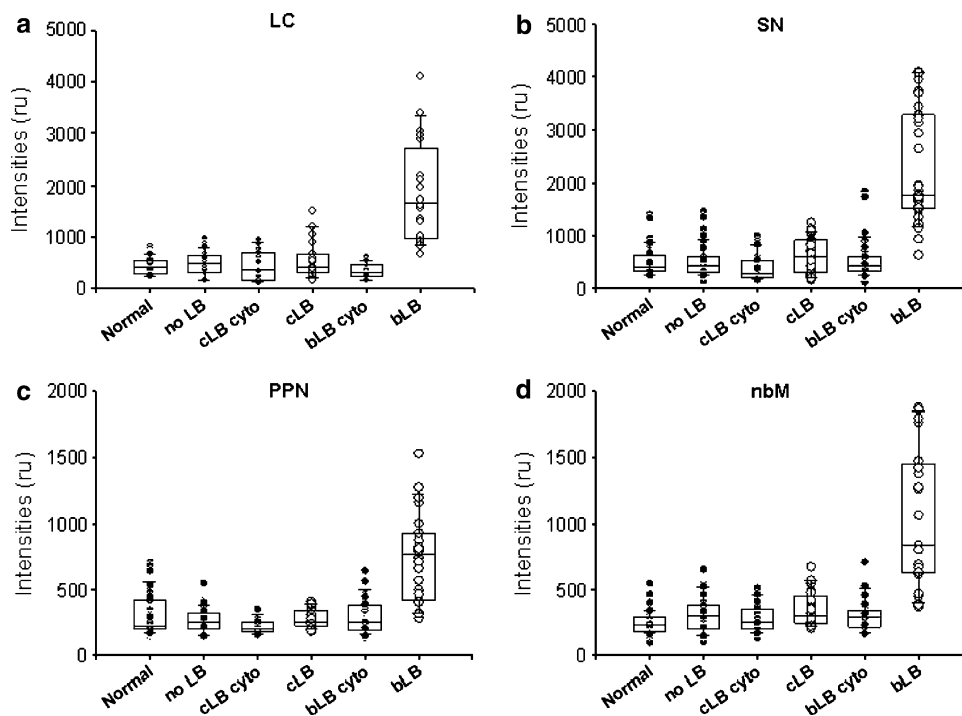 a
LC
5000
4000
3000
2000
1000
0
Intensities (ru)
Normal
no LB
cLB cyto
cLB
bLB cyto
bLB
b
SN
5000
4000
3000
2000
1000
0
Intensities (ru)
Normal
no LB
cLB cyto
cLB
bLB cyto
bLB
c
PPN
2000
1500
1000
500
0
Intensities (ru)
Normal
no LB
cLB cyto
cLB
bLB cyto
bLB
d
nbM
2000
1500
1000
500
0
Intensities (ru)
Normal
no LB
cLB cyto
cLB
bLB cyto
bLB